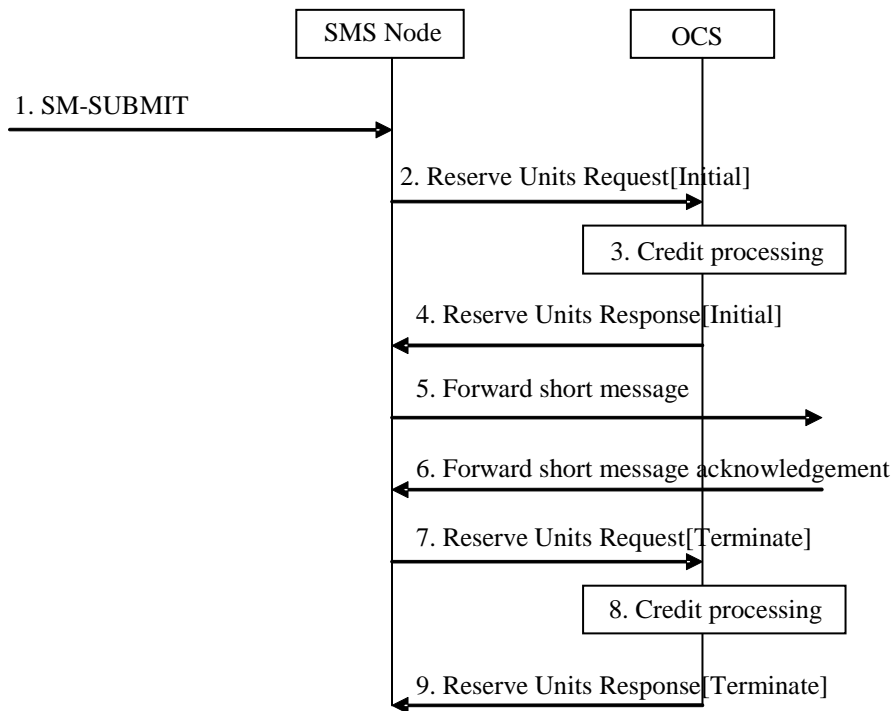 SMS Node
OCS
1. SM-SUBMIT
2. Reserve Units Request[Initial]
3. Credit processing
4. Reserve Units Response[Initial]
5. Forward short message
6. Forward short message acknowledgement
7. Reserve Units Request[Terminate]
8. Credit processing
9. Reserve Units Response[Terminate]